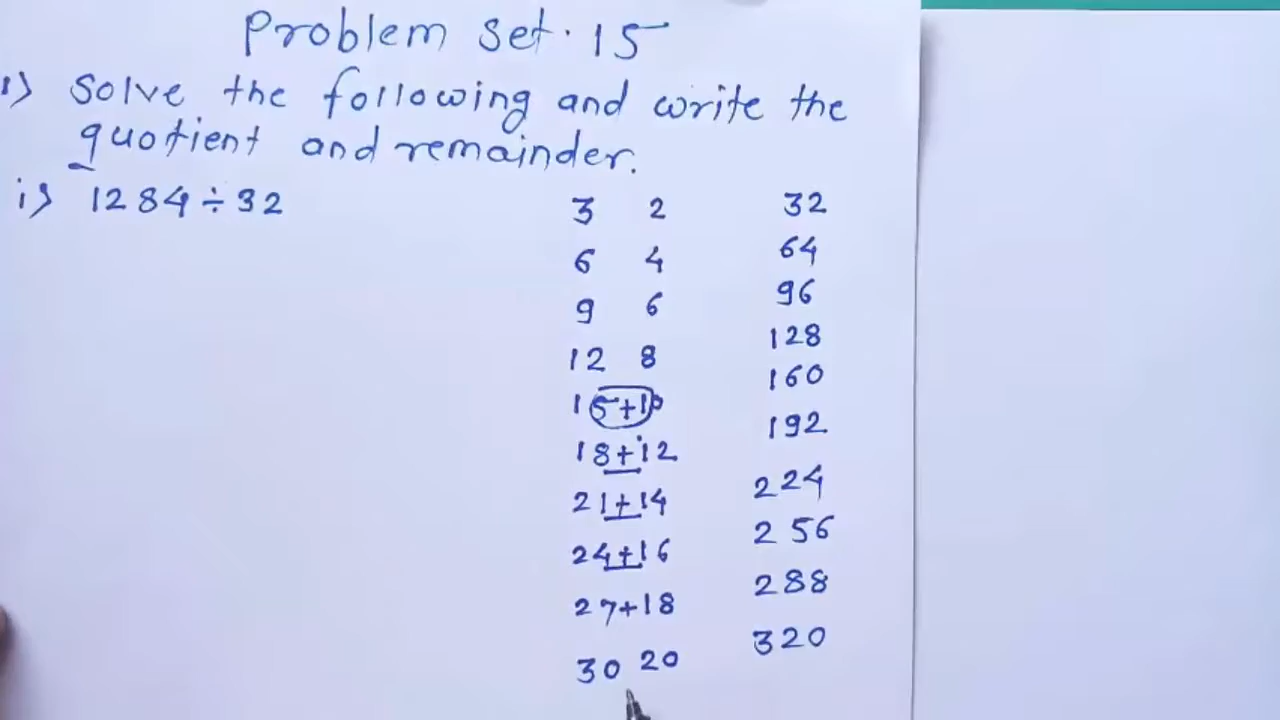 Problem Set. 15
1) Solve the following and write the
quotient and remainder.
i) 1284 ÷ 32
3 2 32
6 4 64
9 6 96
12 8 128
15+10 160
18+12 192
21+14 224
24+16 256
27+18 288
30 20 320